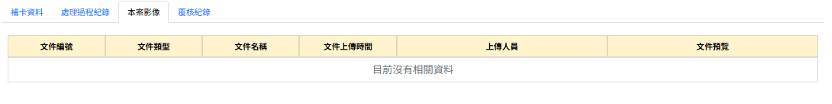 補卡資料 處理過程紀錄 本案影像 覆核紀錄
文件編號 文件類型 文件名稱 文件上傳時間 上傳人員 文件預覽
目前沒有相關資料